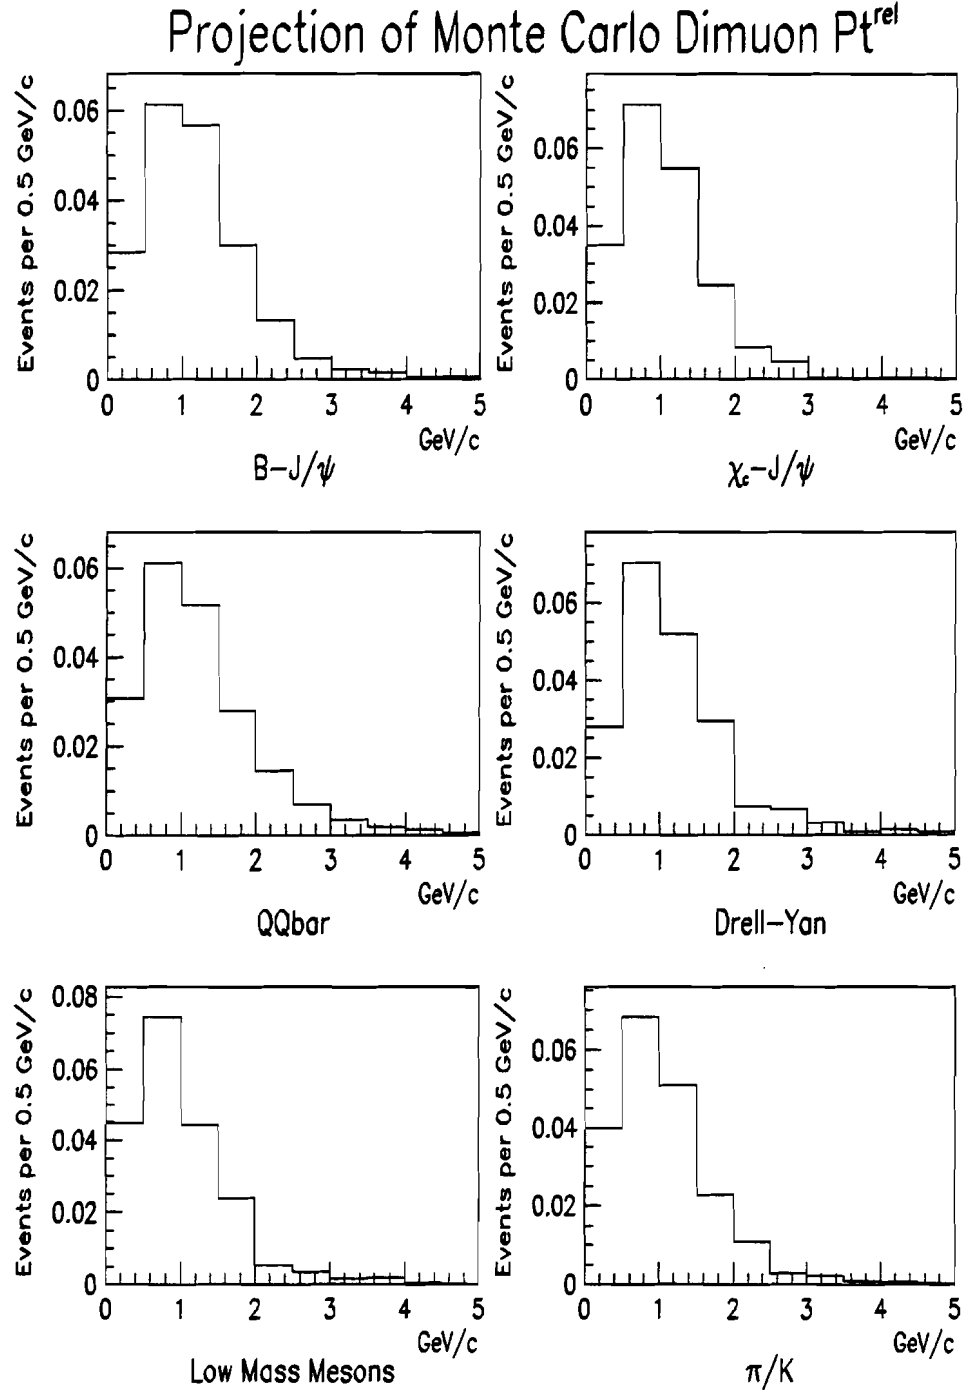 Projection of Monte Carlo Dimuon Pt^rel
Events per 0.5 GeV/c
0.06
0.04
0.02
0
0 1 2 3 4 5
GeV/c
B–J/ψ
Events per 0.5 GeV/c
0.06
0.04
0.02
0
0 1 2 3 4 5
GeV/c
χc–J/ψ
Events per 0.5 GeV/c
0.06
0.04
0.02
0
0 1 2 3 4 5
GeV/c
QQbar
Events per 0.5 GeV/c
0.06
0.04
0.02
0
0 1 2 3 4 5
GeV/c
Drell–Yan
Events per 0.5 GeV/c
0.08
0.06
0.04
0.02
0
0 1 2 3 4 5
GeV/c
Low Mass Mesons
Events per 0.5 GeV/c
0.06
0.04
0.02
0
0 1 2 3 4 5
GeV/c
π/K